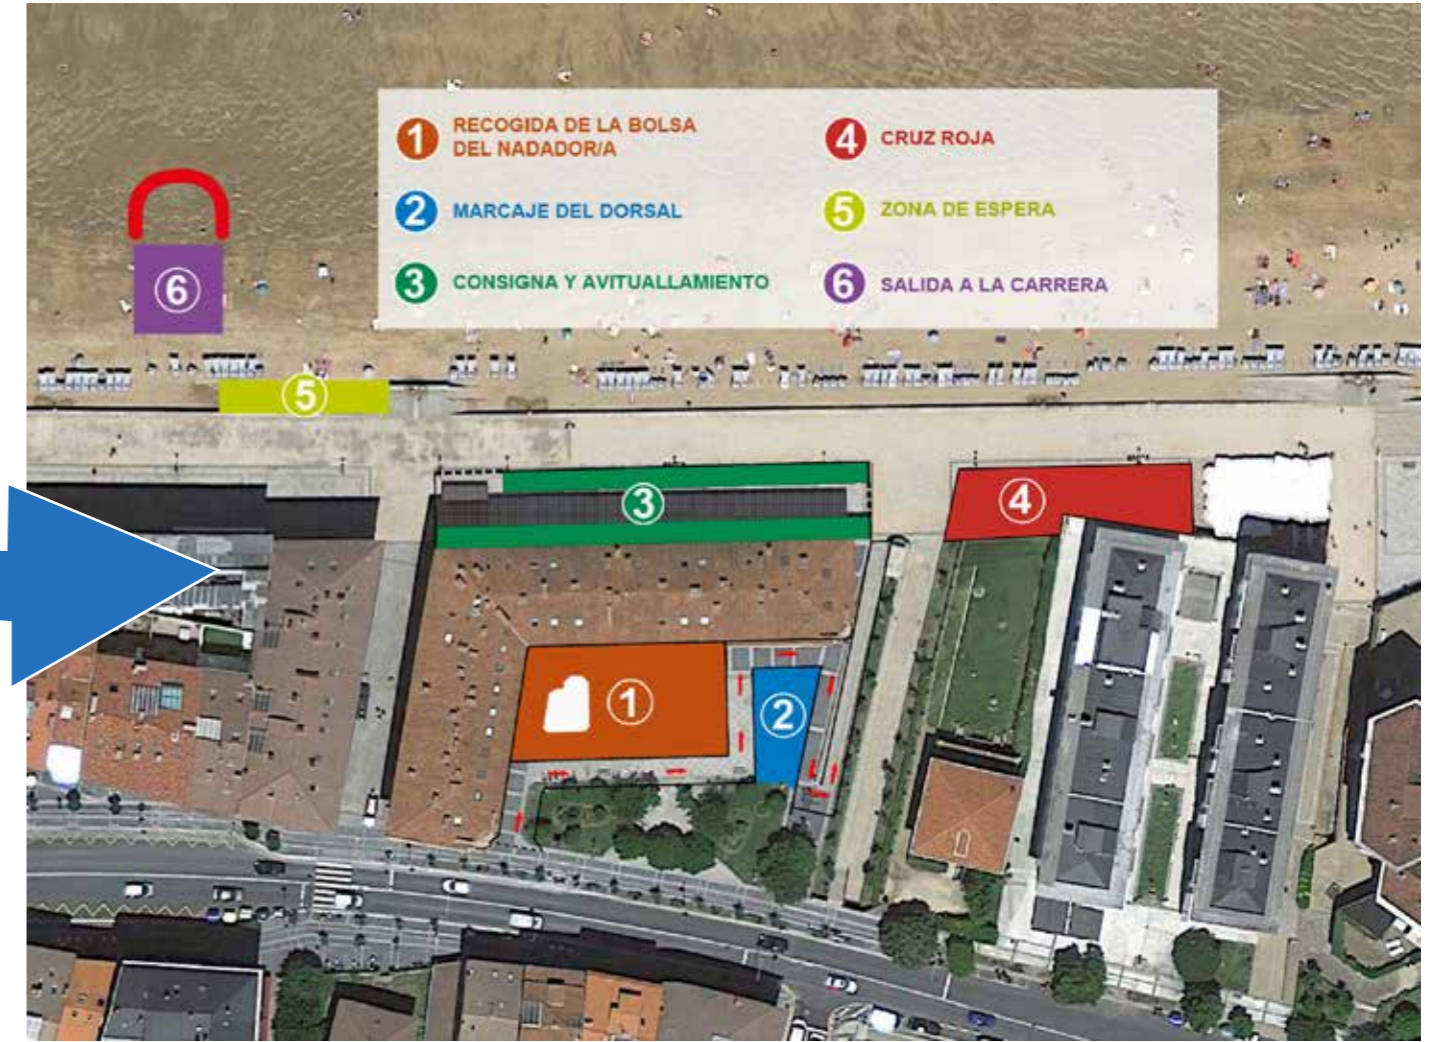 1 RECOGIDA DE LA BOLSA
DEL NADADOR/A
2 MARCAJE DEL DORSAL
3 CONSIGNA Y AVITUALLAMIENTO
4 CRUZ ROJA
5 ZONA DE ESPERA
6 SALIDA A LA CARRERA
6
5
3
4
1
2